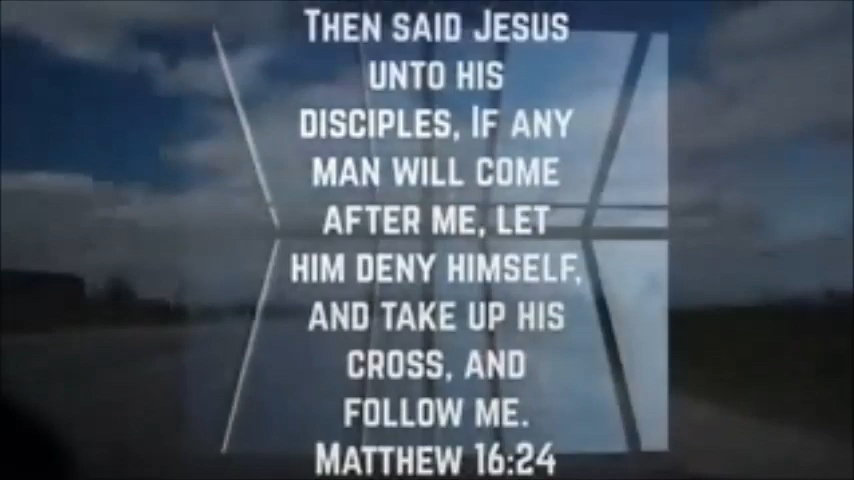 Then said Jesus
unto his
disciples, If any
man will come
after me, let
him deny himself,
and take up his
cross, and
follow me.
Matthew 16:24